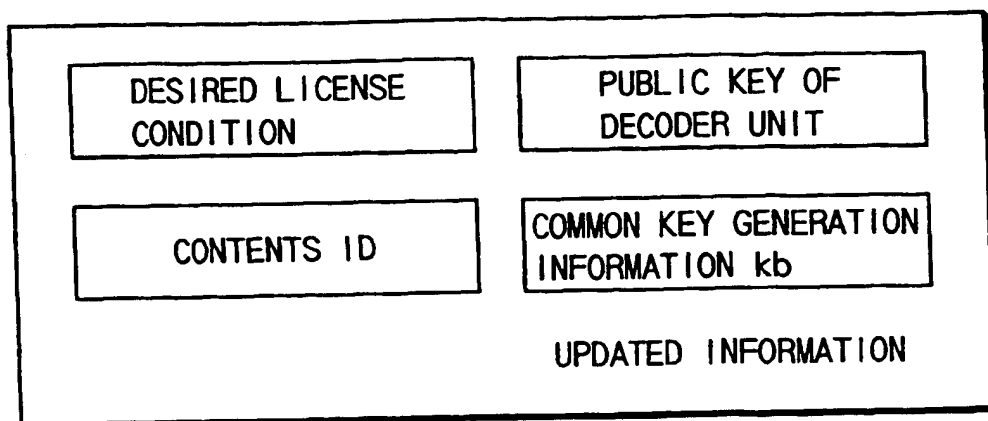 DESIRED LICENSE
CONDITION
PUBLIC KEY OF
DECODER UNIT
CONTENTS ID
COMMON KEY GENERATION
INFORMATION kb
UPDATED INFORMATION